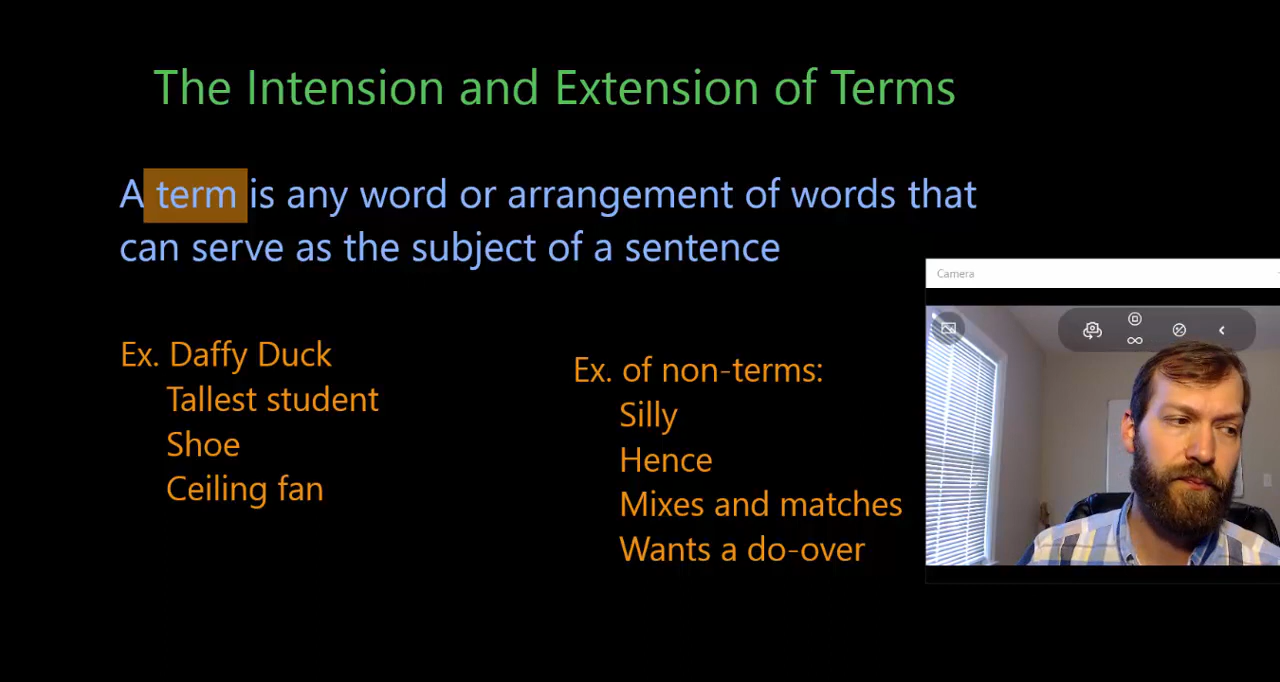 The Intension and Extension of Terms
A term is any word or arrangement of words that
can serve as the subject of a sentence
Ex. Daffy Duck
Tallest student
Shoe
Ceiling fan
Ex. of non-terms:
Silly
Hence
Mixes and matches
Wants a do-over
Camera